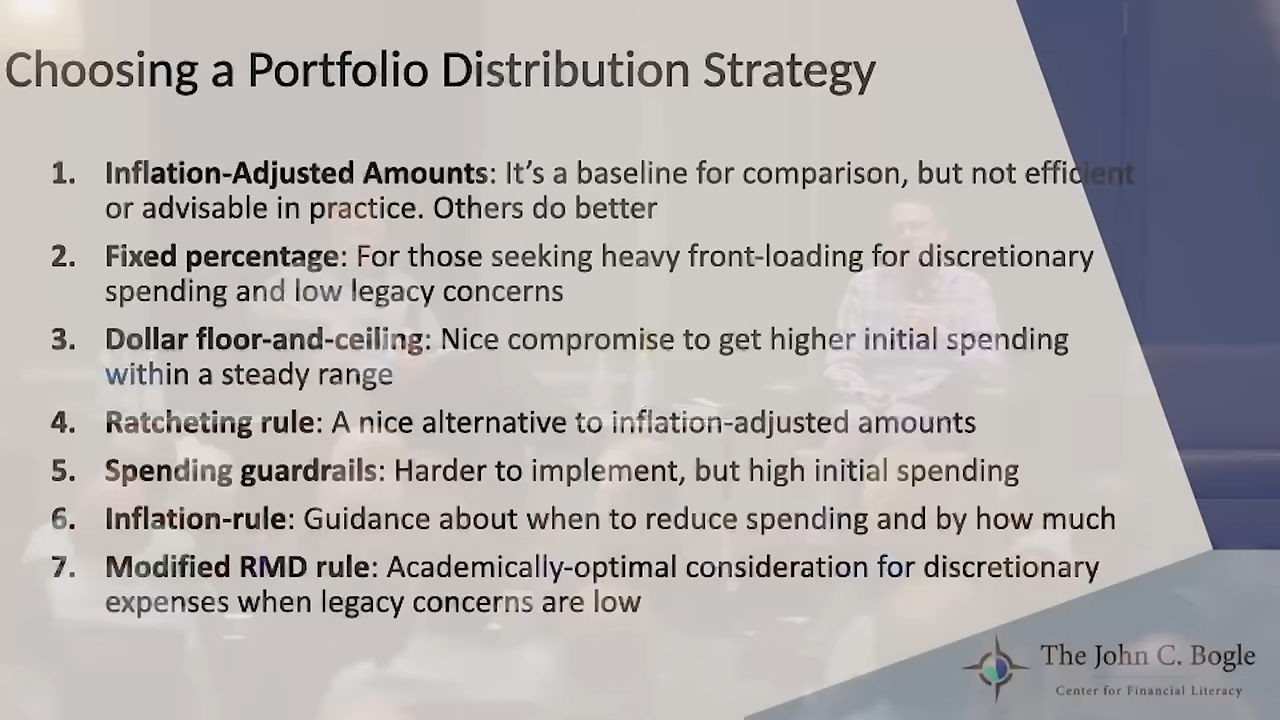 Choosing a Portfolio Distribution Strategy
1. Inflation-Adjusted Amounts: It's a baseline for comparison, but not efficient
or advisable in practice. Others do better
2. Fixed percentage: For those seeking heavy front-loading for discretionary
spending and low legacy concerns
3. Dollar floor-and-ceiling: Nice compromise to get higher initial spending
within a steady range
4. Ratcheting rule: A nice alternative to inflation-adjusted amounts
5. Spending guardrails: Harder to implement, but high initial spending
6. Inflation-rule: Guidance about when to reduce spending and by how much
7. Modified RMD rule: Academically-optimal consideration for discretionary
expenses when legacy concerns are low
The John C. Bogle
Center for Financial Literacy